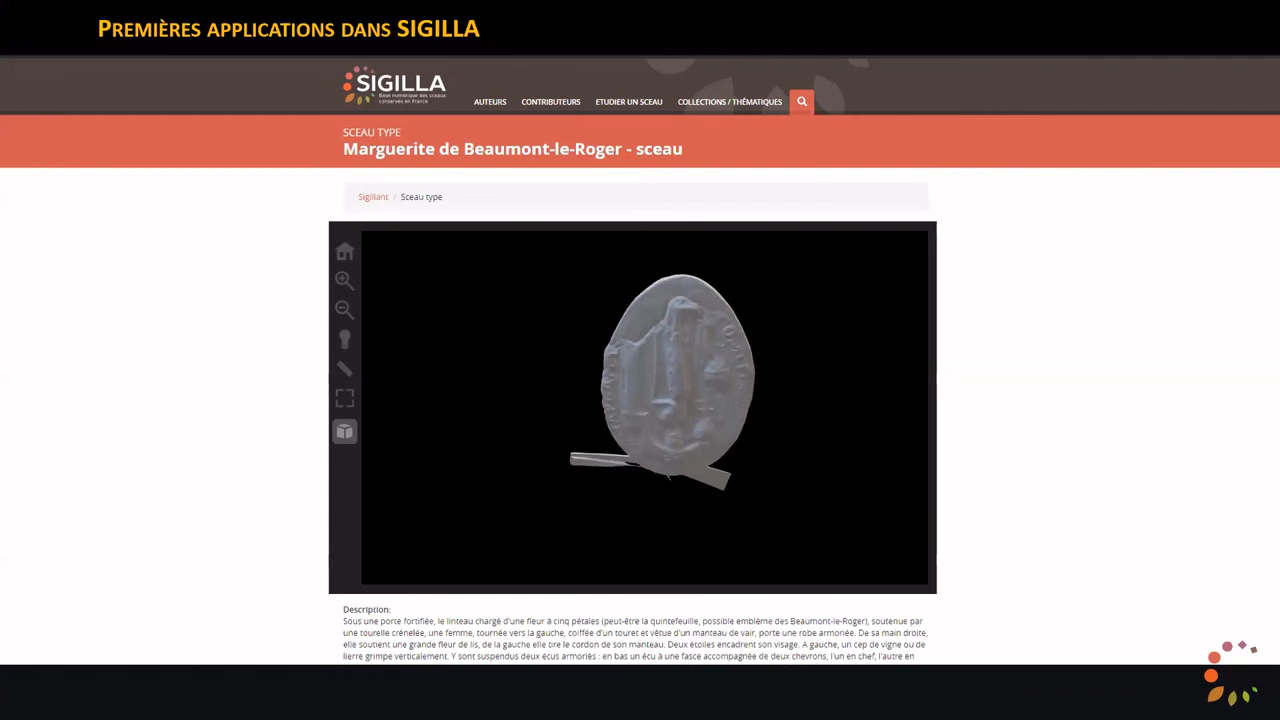 PREMIÈRES APPLICATIONS DANS SIGILLA
SIGILLA
Base numérique des sceaux
conservés en France
AUTEURS CONTRIBUTEURS ETUDIER UN SCEAU COLLECTIONS / THÉMATIQUES
SCEAU TYPE
Marguerite de Beaumont-le-Roger - sceau
Sigillant / Sceau type
Description:
Sous une porte fortifiée, le linteau chargé d'une fleur à cinq pétales (peut-être la quintefeuille, possible emblème des Beaumont-le-Roger), soutenue par
une tourelle crénelée, une femme, tournée vers la gauche, coiffée d'un touret et vêtue d'un manteau de vair, porte une robe armoriée. De sa main droite,
elle soutient une grande fleur de lis, de la gauche elle tire le cordon de son manteau. Deux étoiles encadrent son visage. A gauche, un cep de vigne ou de
lierre grimpe verticalement. Y sont suspendus deux écus armoriés : en bas un écu à une fasce accompagnée de deux chevrons, l'un en chef, l'autre en